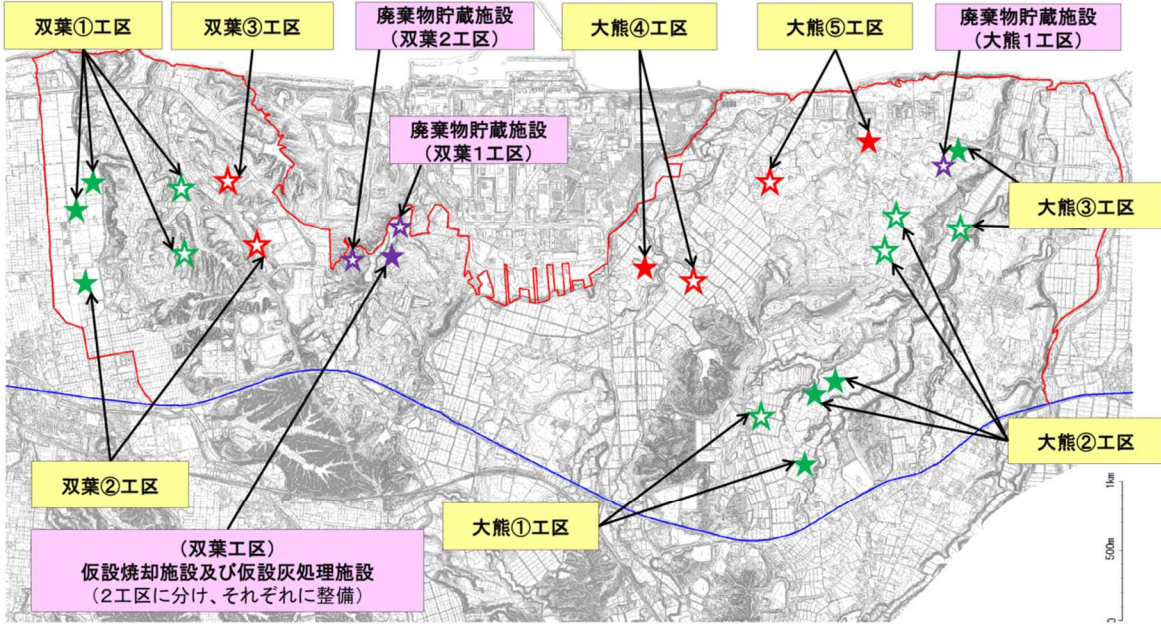 双葉①工区
双葉③工区
廃棄物貯蔵施設
(双葉2工区)
大熊④工区
大熊⑤工区
廃棄物貯蔵施設
(大熊1工区)
廃棄物貯蔵施設
(双葉1工区)
大熊③工区
双葉②工区
大熊①工区
大熊②工区
(双葉工区)
仮設焼却施設及び仮設灰処理施設
(2工区に分け、それぞれに整備)
1km
500m
0